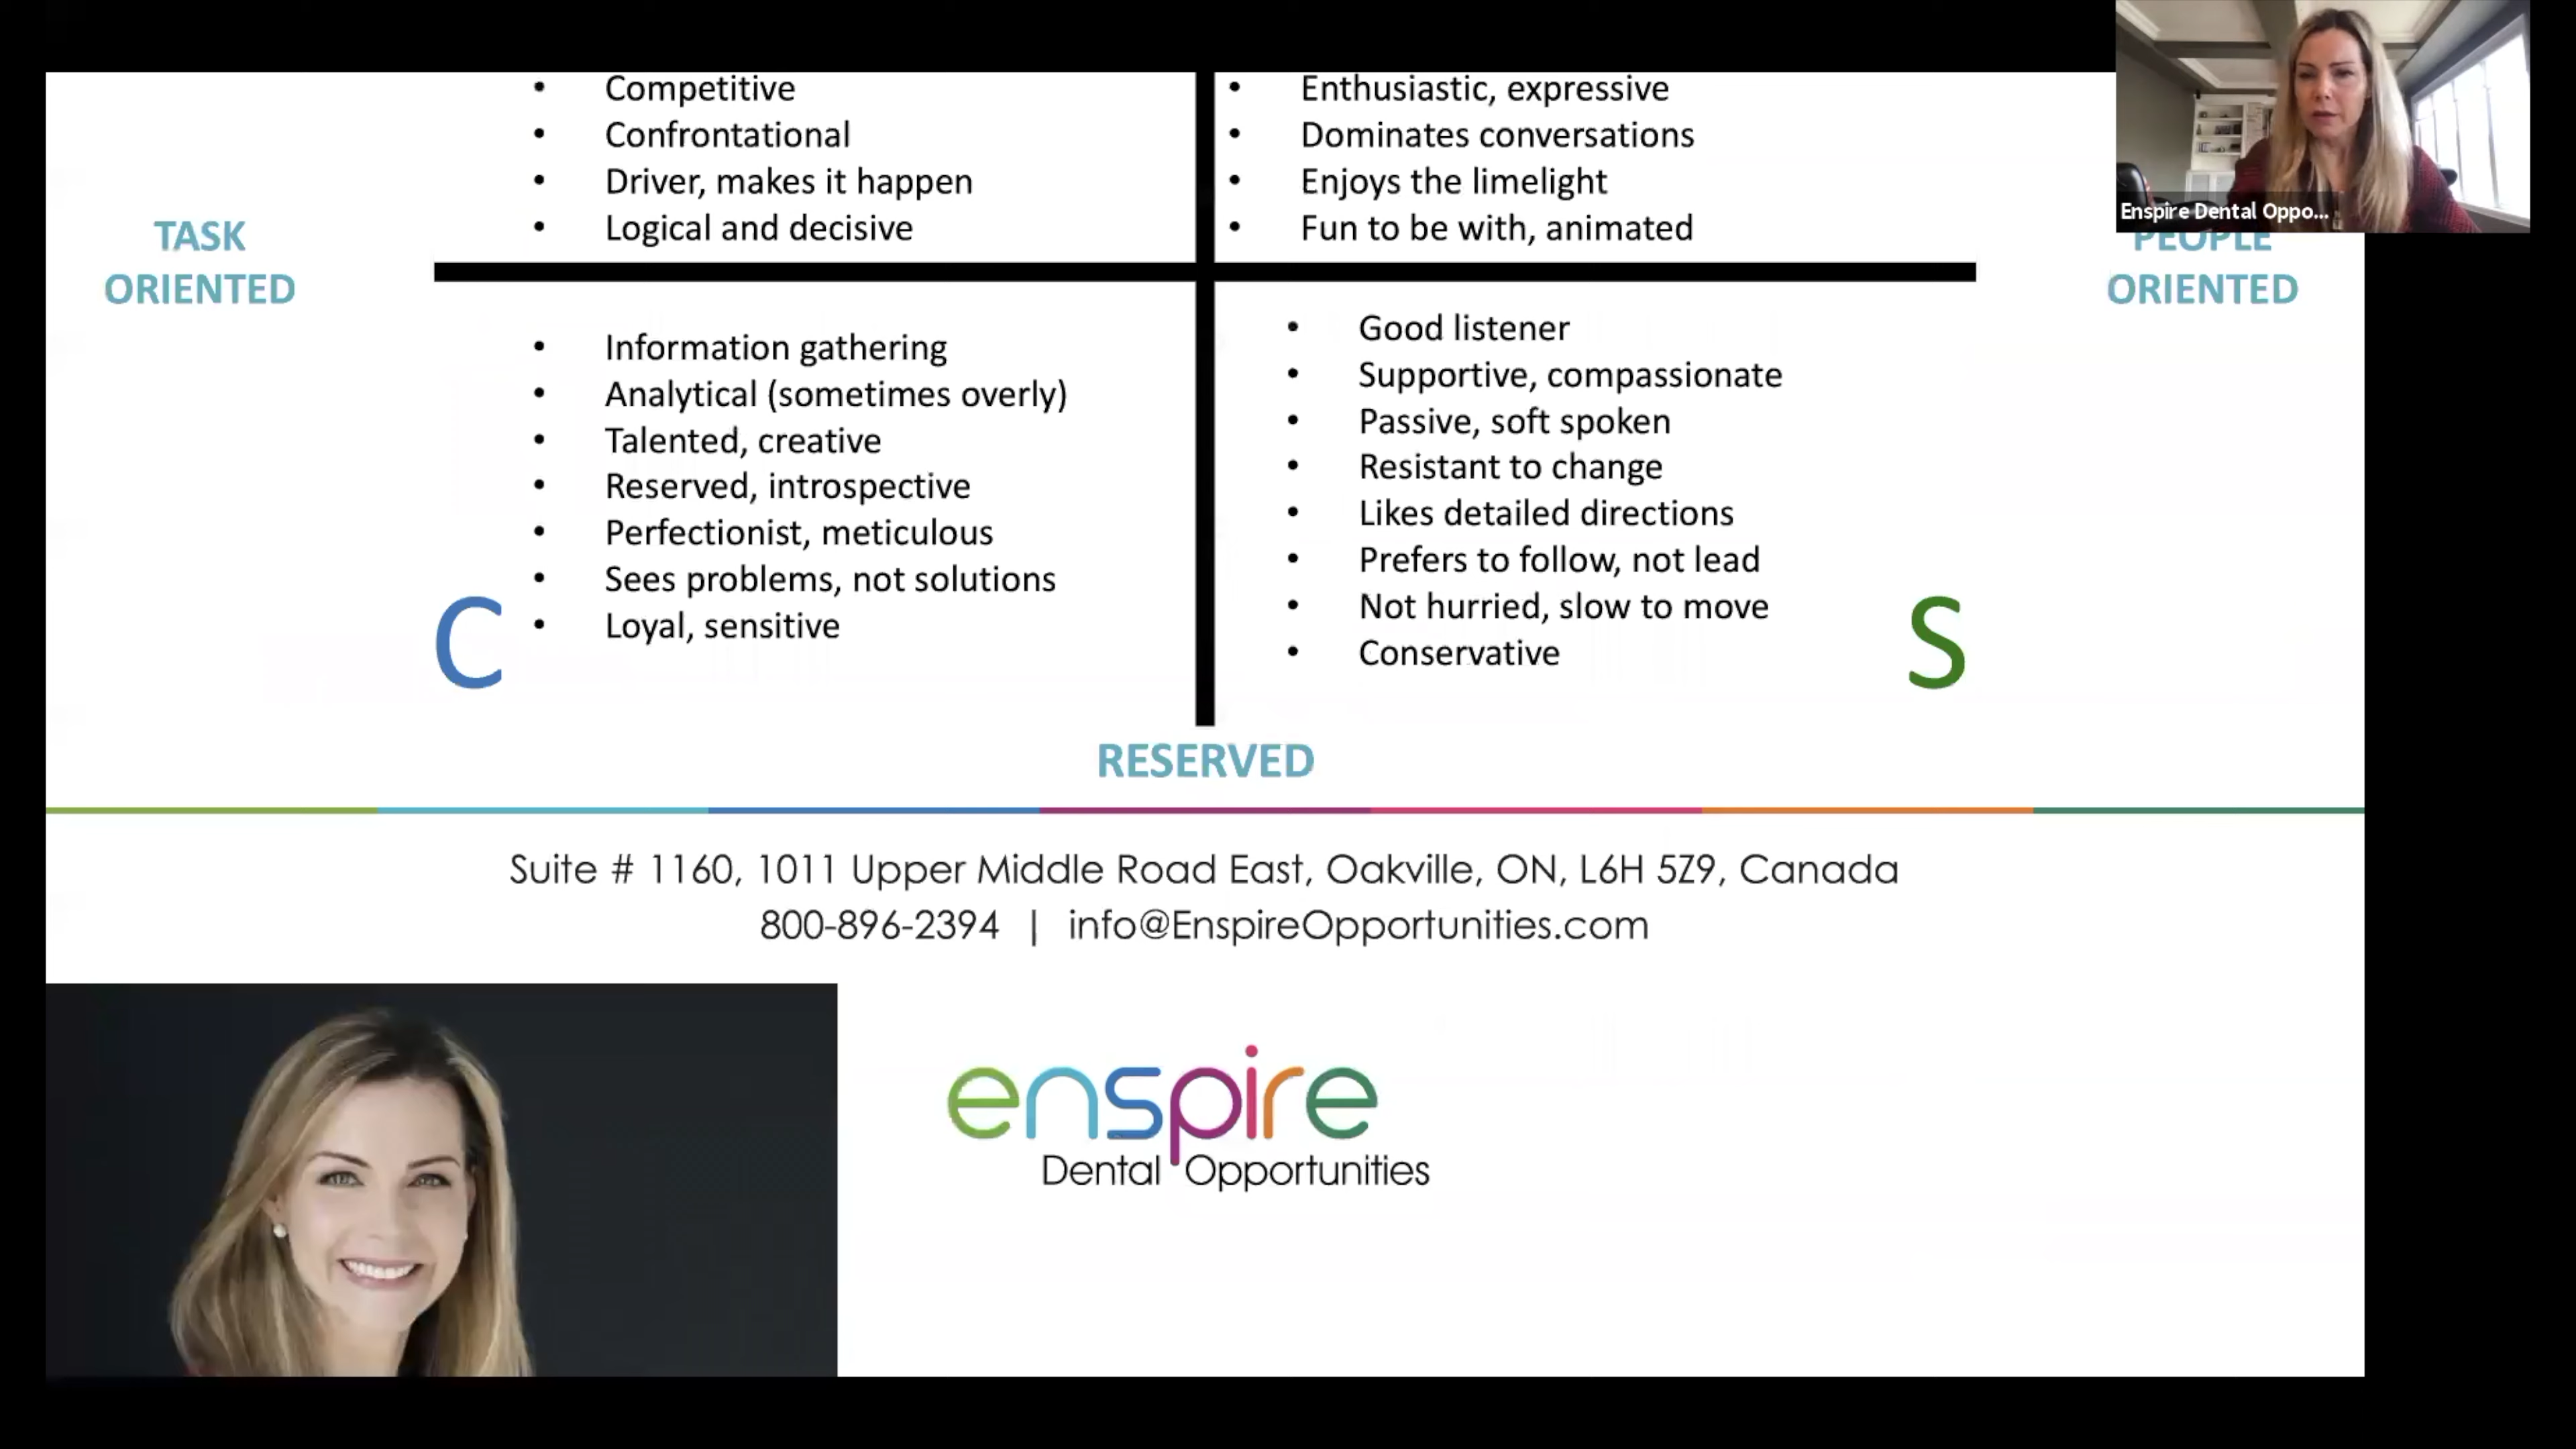 • Competitive
• Confrontational
• Driver, makes it happen
• Logical and decisive
• Enthusiastic, expressive
• Dominates conversations
• Enjoys the limelight
• Fun to be with, animated
Enspire Dental Oppo...
TASK
ORIENTED
PEOPLE
ORIENTED
• Information gathering
• Analytical (sometimes overly)
• Talented, creative
• Reserved, introspective
• Perfectionist, meticulous
• Sees problems, not solutions
• Loyal, sensitive
C
• Good listener
• Supportive, compassionate
• Passive, soft spoken
• Resistant to change
• Likes detailed directions
• Prefers to follow, not lead
• Not hurried, slow to move
• Conservative
S
RESERVED
Suite # 1160, 1011 Upper Middle Road East, Oakville, ON, L6H 5Z9, Canada
800-896-2394 | info@EnspireOpportunities.com
enspire
Dental Opportunities